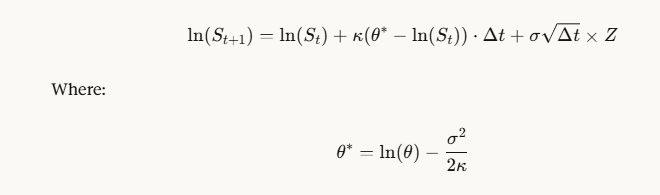 ln(S_{t+1}) = ln(S_t) + κ(θ* − ln(S_t)) · Δt + σ√Δt × Z
Where:
θ* = ln(θ) − σ²/2κ